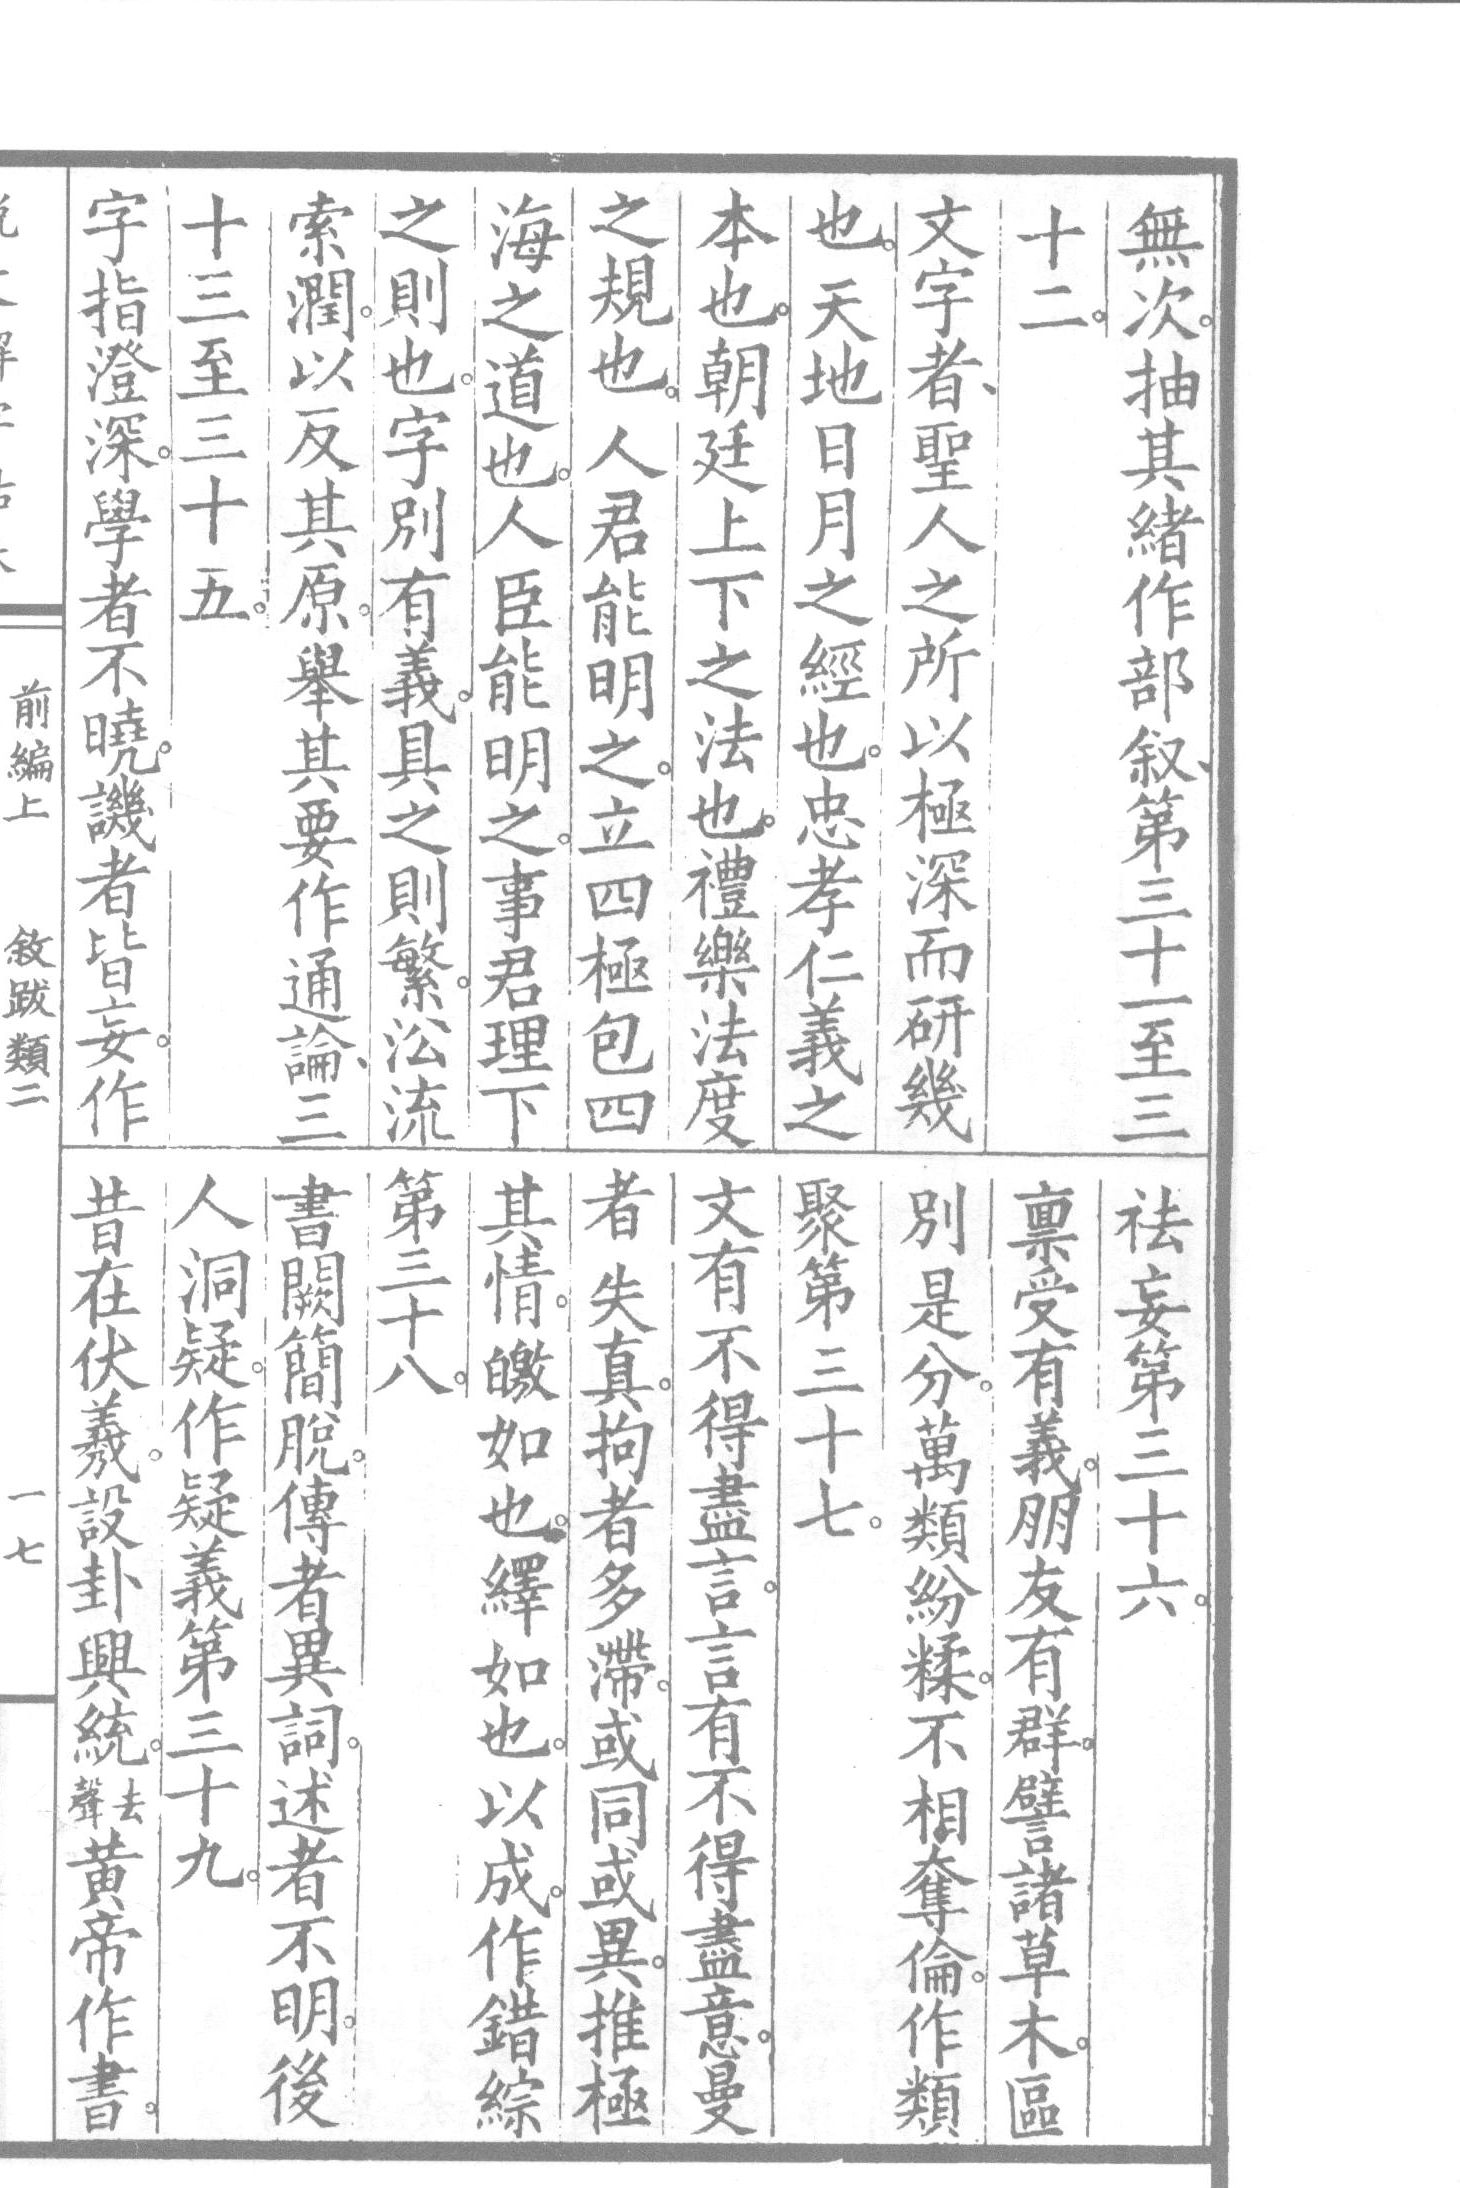 無次。抽其緒作部叙、第三十一至三
十二。
文字者、聖人之所以極深而研幾
也。天地日月之經也。忠孝仁義之
本也。朝廷上下之法也。禮樂法度
之規也。人君能明之。立四極包四
海之道也。人臣能明之。事君理下
之則也。字別有義。具之則繁。㳂流
索潤。以反其原。舉其要作通論、三
十三至三十五。
字指澄深。學者不曉。譏者皆妄。作
祛妄第三十六。
禀受有義。朋友有群。譬諸草木。區
別是分。萬類紛糅。不相奪倫。作類
聚第三十七。
文有不得盡言。言有不得盡意。曼
者失真。拘者多滯。或同或異。推極
其情。皦如也。繹如也。以成。作錯綜
第三十八。
書闕簡脫。傳者異詞。述者不明。後
人洞疑。作疑義第三十九。
昔在伏羲。設卦興統。去聲黃帝作書。
前編上 敘跋類二 一七